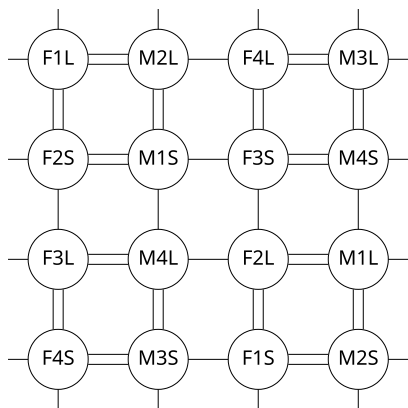 F1L M2L F4L M3L
F2S M1S F3S M4S
F3L M4L F2L M1L
F4S M3S F1S M2S